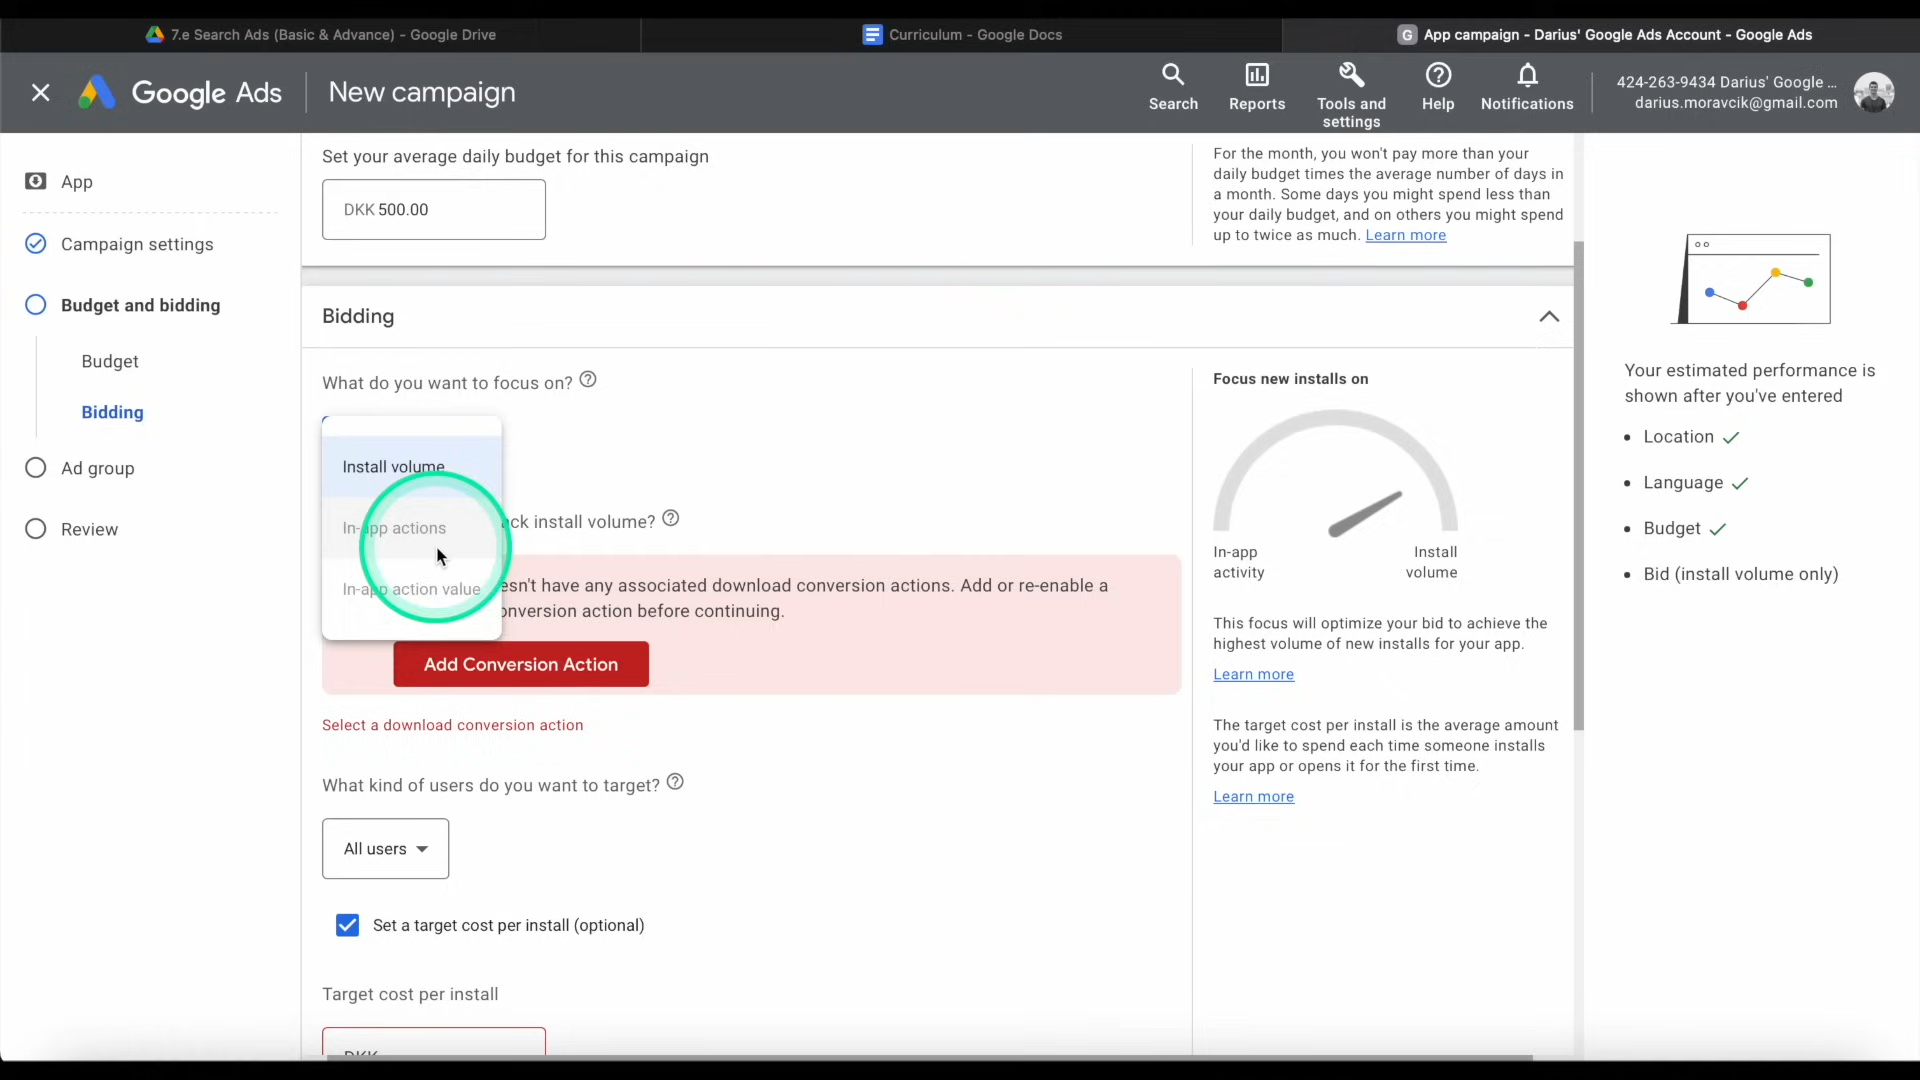 7.e Search Ads (Basic & Advance) - Google Drive
Curriculum - Google Docs
G
App campaign - Darius' Google Ads Account - Google Ads
Google Ads
New campaign
Search
Reports
Tools and
settings
Help
Notifications
424-263-9434 Darius' Google ...
darius.moravcik@gmail.com
App
Campaign settings
Budget and bidding
Budget
Bidding
Ad group
Review
Set your average daily budget for this campaign
DKK 500.00
For the month, you won't pay more than your
daily budget times the average number of days in
a month. Some days you might spend less than
your daily budget, and on others you might spend
up to twice as much. Learn more
Bidding
What do you want to focus on?
Install volume
In-app actions
In-app action value
ck install volume?
esn't have any associated download conversion actions. Add or re-enable a
onversion action before continuing.
Add Conversion Action
Select a download conversion action
What kind of users do you want to target?
All users
Set a target cost per install (optional)
Target cost per install
DKK
Focus new installs on
In-app
activity
Install
volume
This focus will optimize your bid to achieve the
highest volume of new installs for your app.
Learn more
The target cost per install is the average amount
you'd like to spend each time someone installs
your app or opens it for the first time.
Learn more
Your estimated performance is
shown after you've entered
• Location
• Language
• Budget
• Bid (install volume only)